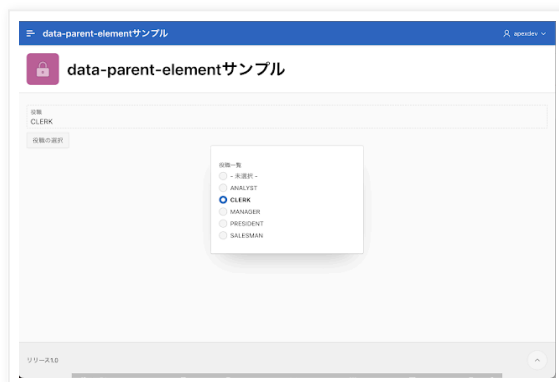 data-parent-elementサンプル
apexdev
data-parent-elementサンプル
役職
CLERK
役職の選択
役職一覧
- 未選択 -
ANALYST
CLERK
MANAGER
PRESIDENT
SALESMAN
リリース1.0